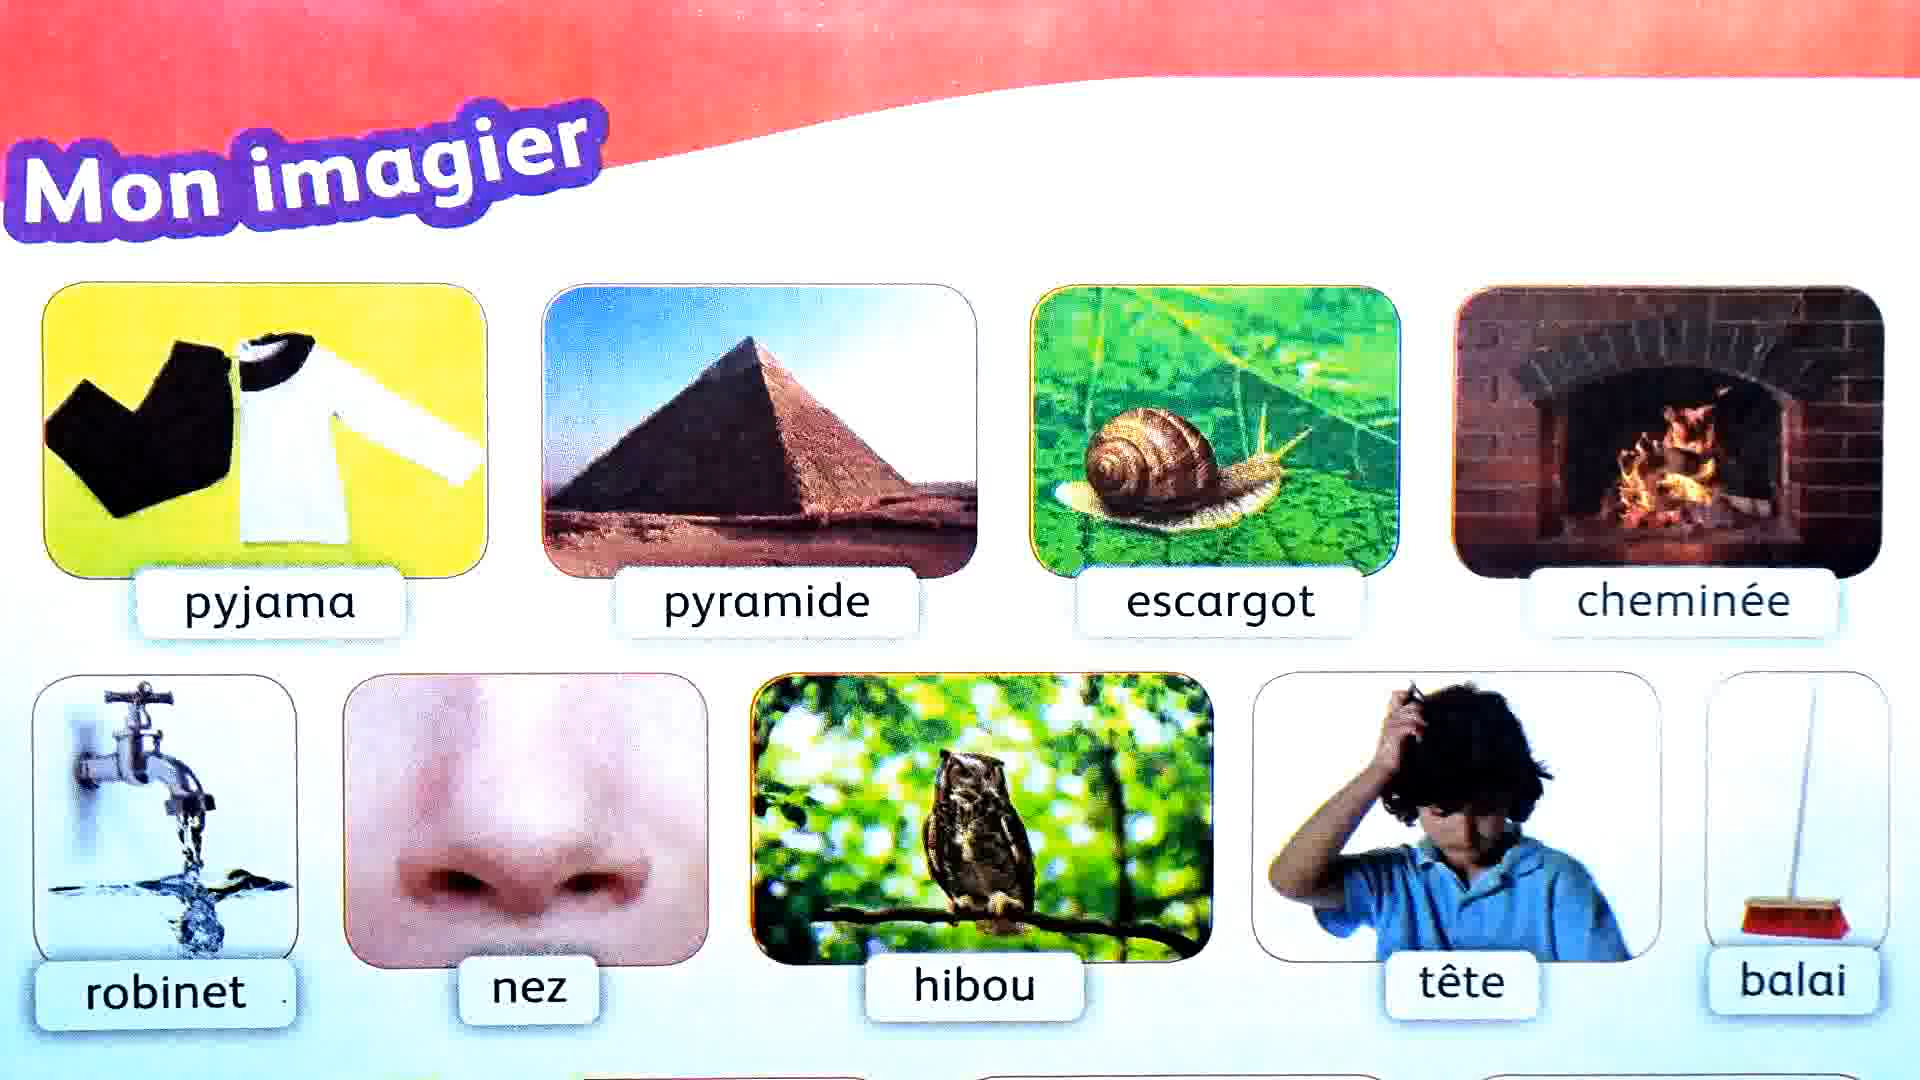 Mon imagier
pyjama
pyramide
escargot
cheminée
robinet
nez
hibou
tête
balai